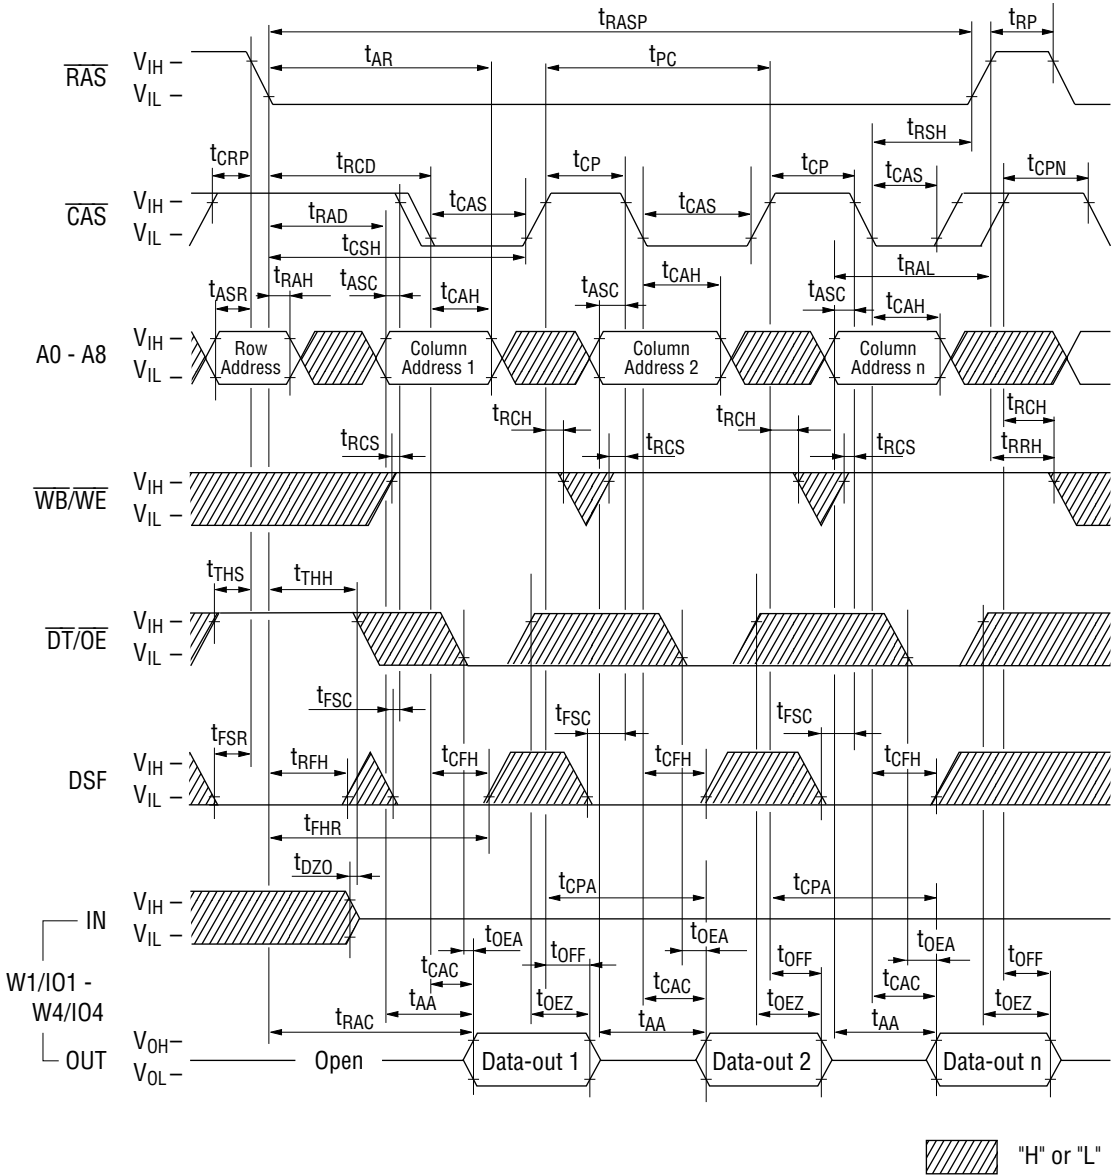 tRASP tRP
tAR tPC
RAS VIH –
VIL –
tRSH
tCRP tRCD tCP tCP tCAS tCPN
tCAS tCAS
CAS VIH –
VIL –
tRAD
tCSH
tRAL
tASR tRAH tASC tCAH tASC tCAH tASC tCAH
A0 - A8 VIH –
VIL –
Row Address
Column Address 1
Column Address 2
Column Address n
tRCH tRCH tRCH
tRCS tRCS tRCS tRRH
WB/WE VIH –
VIL –
tTHS tTHH
DT/OE VIH –
VIL –
tFSC tFSC tFSC
tFSR tRFH tCFH tCFH tCFH
DSF VIH –
VIL –
tFHR
tDZO
tCPA tCPA
IN VIH –
VIL –
tOEA tOEA tOEA
tOFF tOFF tOFF
W1/IO1 -
W4/IO4
tCAC tCAC tCAC
tAA tOEZ tAA tOEZ tAA tOEZ
tRAC
OUT VOH–
VOL –
Open Data-out 1 Data-out 2 Data-out n
"H" or "L"